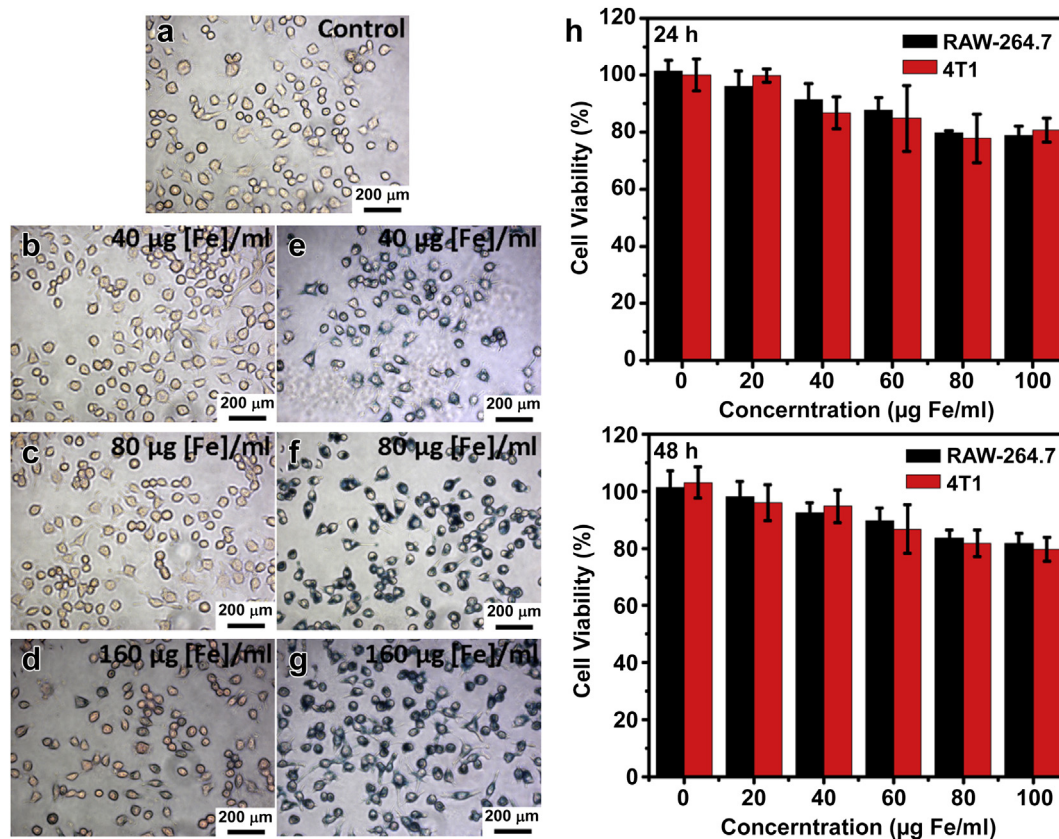 a Control
200 μm
b 40 μg [Fe]/ml
200 μm
e 40 μg [Fe]/ml
200 μm
c 80 μg [Fe]/ml
200 μm
f 80 μg [Fe]/ml
200 μm
d 160 μg [Fe]/ml
200 μm
g 160 μg [Fe]/ml
200 μm
h
24 h
RAW-264.7
4T1
Cell Viability (%)
120
100
80
60
40
20
0
0 20 40 60 80 100
Concerntration (μg Fe/ml)
48 h
RAW-264.7
4T1
Cell Viability (%)
120
100
80
60
40
20
0
0 20 40 60 80 100
Concerntration (μg Fe/ml)